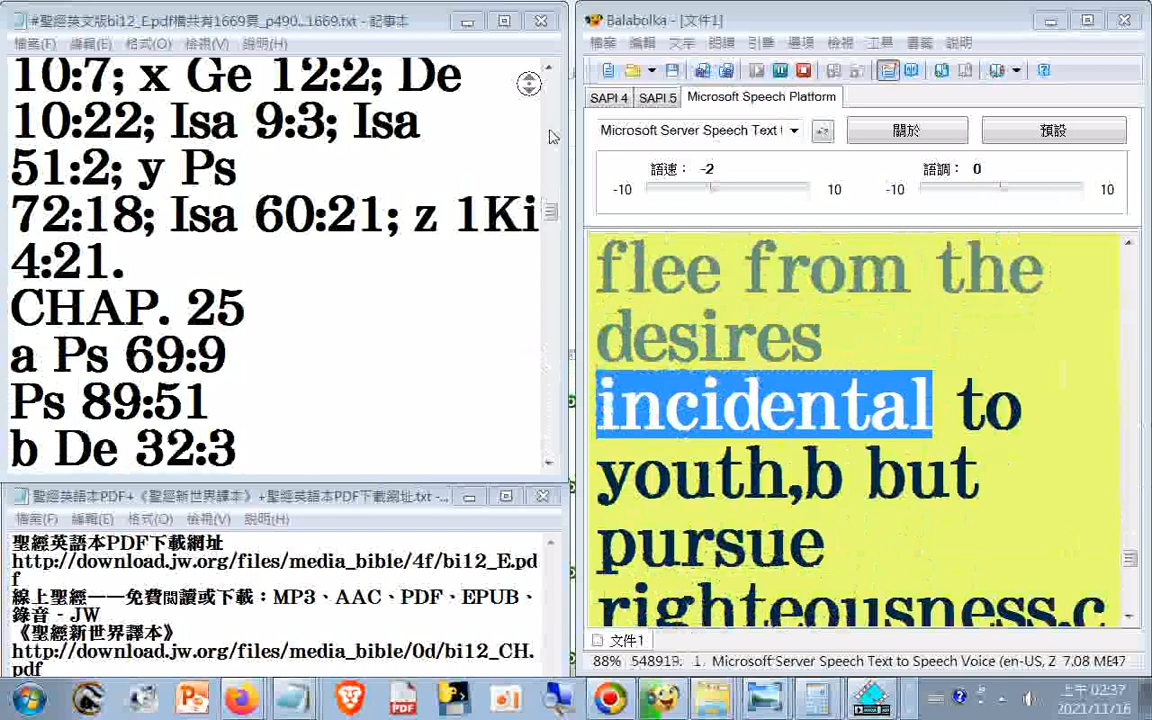 #聖經英文版bi12_E.pdf檔共有1669頁_p490...1669.txt - 記事本
檔案(F) 編輯(E) 格式(O) 檢視(V) 說明(H)
10:7; x Ge 12:2; De
10:22; Isa 9:3; Isa
51:2; y Ps
72:18; Isa 60:21; z 1Ki
4:21.
CHAP. 25
a Ps 69:9
Ps 89:51
b De 32:3
聖經英語本PDF+《聖經新世界譯本》+聖經英語本PDF下載網址.txt - ...
檔案(F) 編輯(E) 格式(O) 檢視(V) 說明(H)
聖經英語本PDF下載網址
http://download.jw.org/files/media_bible/4f/bi12_E.pd
f
線上聖經——免費閱讀或下載：MP3、AAC、PDF、EPUB、
錄音 - JW
《聖經新世界譯本》
http://download.jw.org/files/media_bible/0d/bi12_CH.
pdf
Balabolka - [文件1]
檔案 編輯 文字 朗讀 引擎 選項 檢視 工具 書籤 說明
SAPI 4 SAPI 5 Microsoft Speech Platform
Microsoft Server Speech Text 關於 預設
語速： -2 語調： 0
-10 10 -10 10
flee from the
desires
incidental to
youth,b but
pursue
righteousness,c
文件1
88% 548919: 1 Microsoft Server Speech Text to Speech Voice (en-US, Z 7.08 ME47
PDF
上午 02:37
2021/11/16